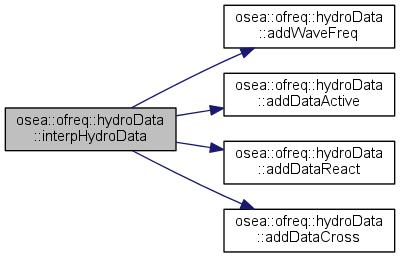 osea::ofreq::hydroData
::interpHydroData
osea::ofreq::hydroData
::addWaveFreq
osea::ofreq::hydroData
::addDataActive
osea::ofreq::hydroData
::addDataReact
osea::ofreq::hydroData
::addDataCross